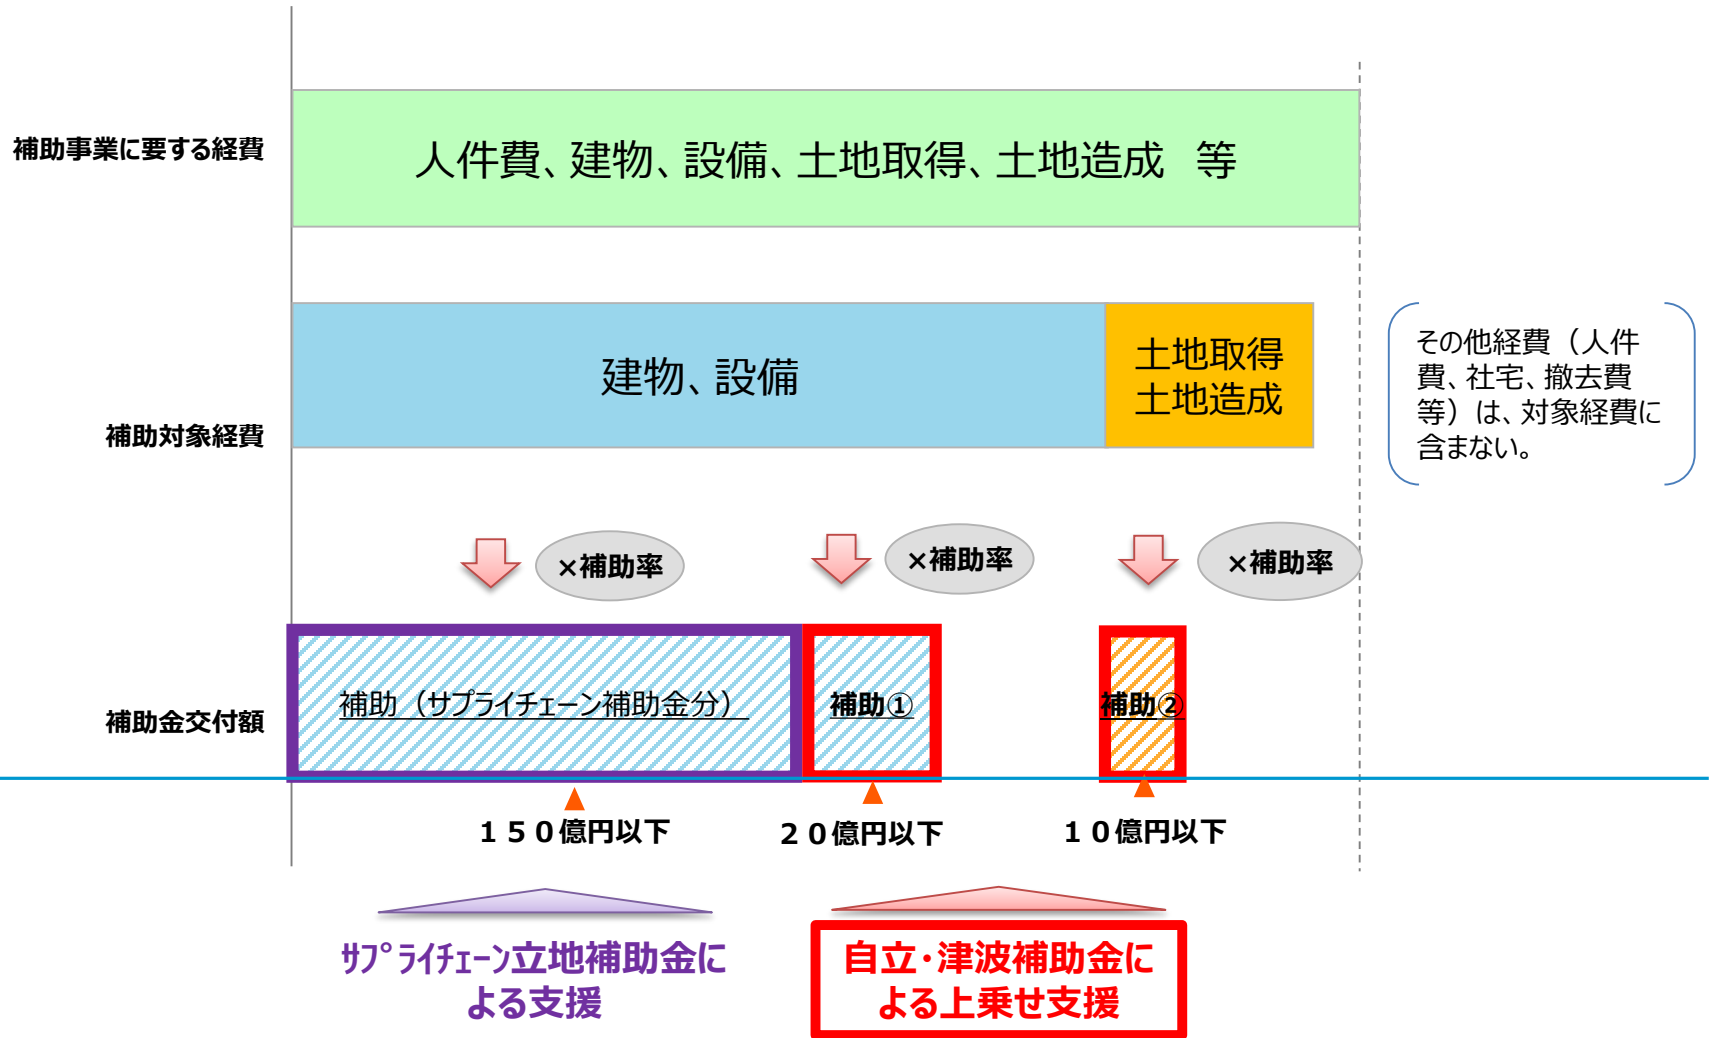 補助事業に要する経費
人件費、建物、設備、土地取得、土地造成　等
補助対象経費
建物、設備
土地取得
土地造成
その他経費（人件
費、社宅、撤去費
等）は、対象経費に
含まない。
×補助率
×補助率
×補助率
補助金交付額
補助（サプライチェーン補助金分）
補助①
補助②
１５０億円以下
２０億円以下
１０億円以下
ｻﾌﾟﾗｲﾁｪｰﾝ立地補助金に
よる支援
自立・津波補助金に
よる上乗せ支援